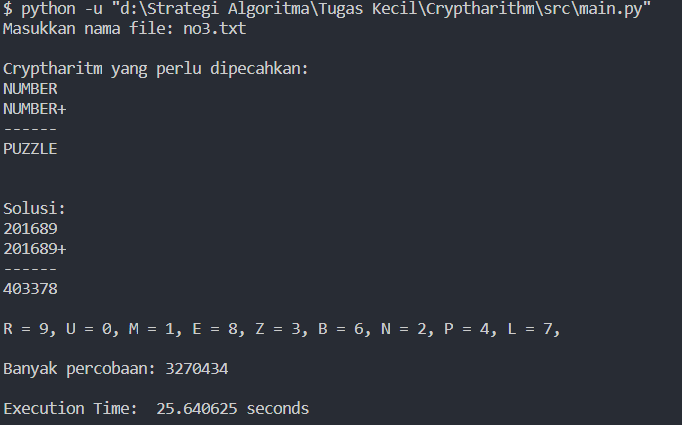 $ python -u "d:\Strategi Algoritma\Tugas Kecil\Cryptharithm\src\main.py"
Masukkan nama file: no3.txt
Cryptharitm yang perlu dipecahkan:
NUMBER
NUMBER+
------
PUZZLE
Solusi:
201689
201689+
------
403378
R = 9, U = 0, M = 1, E = 8, Z = 3, B = 6, N = 2, P = 4, L = 7,
Banyak percobaan: 3270434
Execution Time:  25.640625 seconds